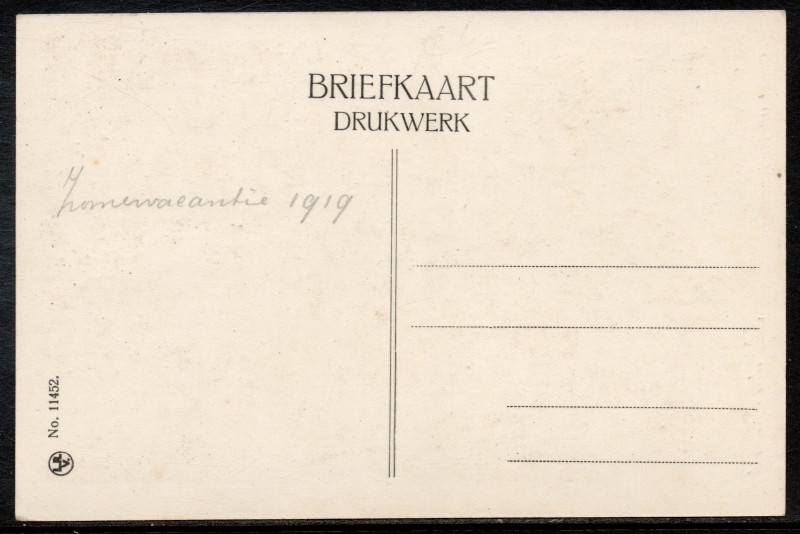 BRIEFKAART
DRUKWERK
Zomervacantie 1919
No. 11452.